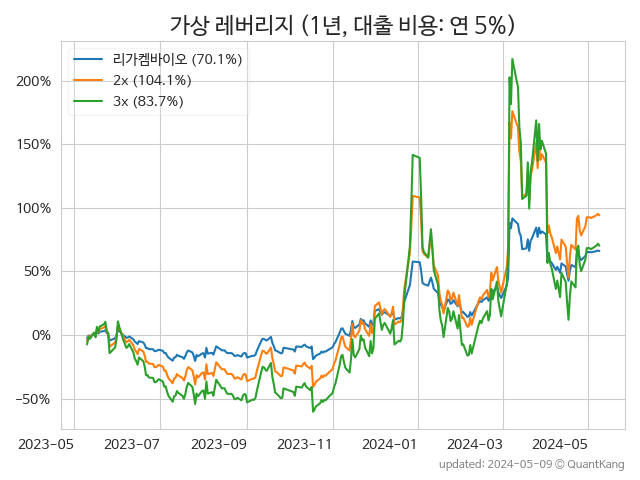 가상 레버리지 (1년, 대출 비용: 연 5%)
리가켐바이오 (70.1%)
2x (104.1%)
3x (83.7%)
200%
150%
100%
50%
0%
−50%
2023-05
2023-07
2023-09
2023-11
2024-01
2024-03
2024-05
updated: 2024-05-09 ⓒ QuantKang